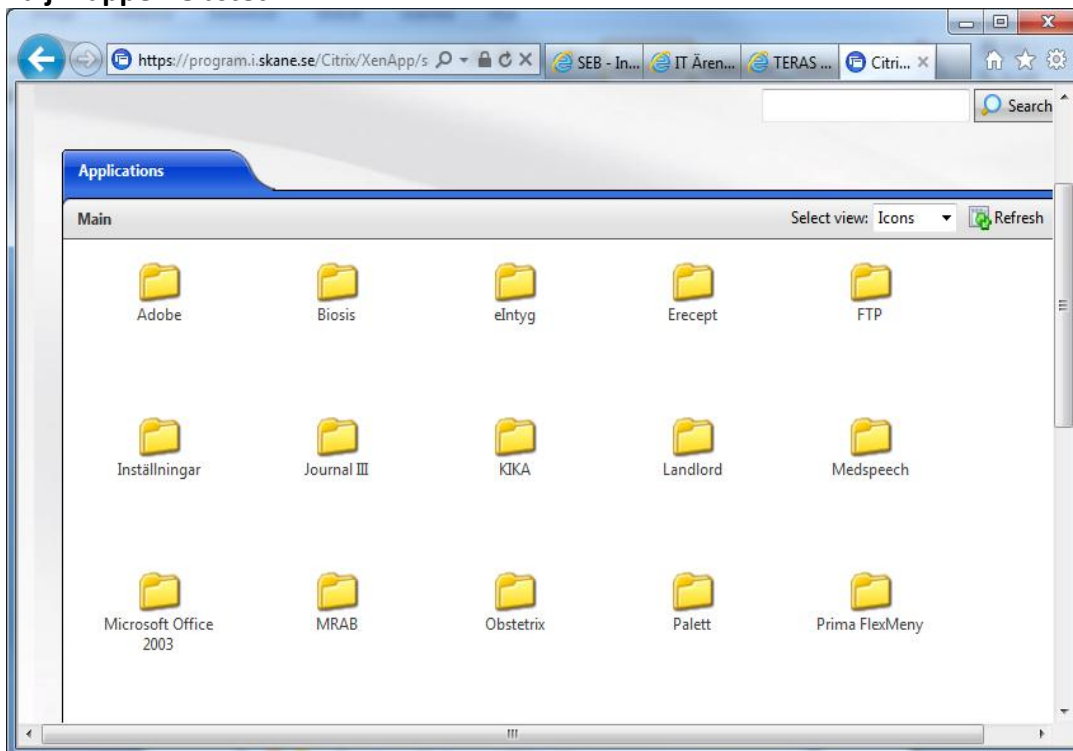 https://program.i.skane.se/Citrix/XenApp/s
SEB - In...
IT Ären...
TERAS ...
Citri...
Search
Applications
Main
Select view: Icons
Refresh
Adobe
Biosis
eIntyg
Erecept
FTP
Inställningar
Journal III
KIKA
Landlord
Medspeech
Microsoft Office
2003
MRAB
Obstetrix
Palett
Prima FlexMeny